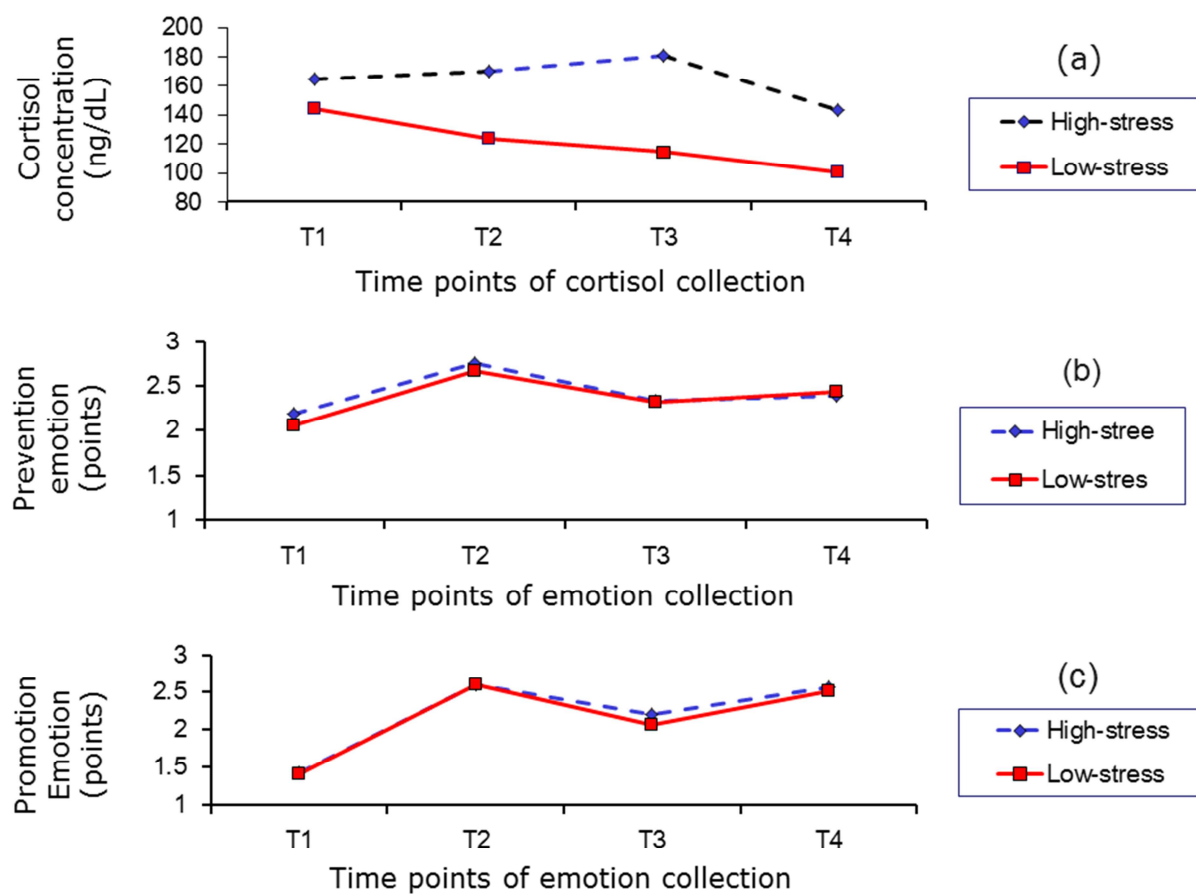 Cortisol
concentration
(ng/dL)
200
180
160
140
120
100
80
T1 T2 T3 T4
Time points of cortisol collection
(a)
High-stress
Low-stress
Prevention
emotion
(points)
3
2.5
2
1.5
1
T1 T2 T3 T4
Time points of emotion collection
(b)
High-stree
Low-stres
Promotion
Emotion
(points)
3
2.5
2
1.5
1
T1 T2 T3 T4
Time points of emotion collection
(c)
High-stress
Low-stress